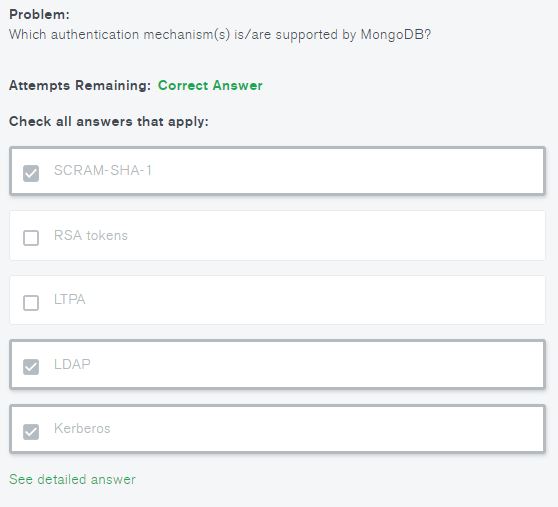 Problem:
Which authentication mechanism(s) is/are supported by MongoDB?
Attempts Remaining: Correct Answer
Check all answers that apply:
SCRAM-SHA-1
RSA tokens
LTPA
LDAP
Kerberos
See detailed answer